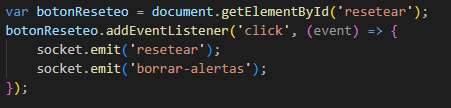 var botonReseteo = document.getElementById('resetear');
botonReseteo.addEventListener('click', (event) => {
    socket.emit('resetear');
    socket.emit('borrar-alertas');
});